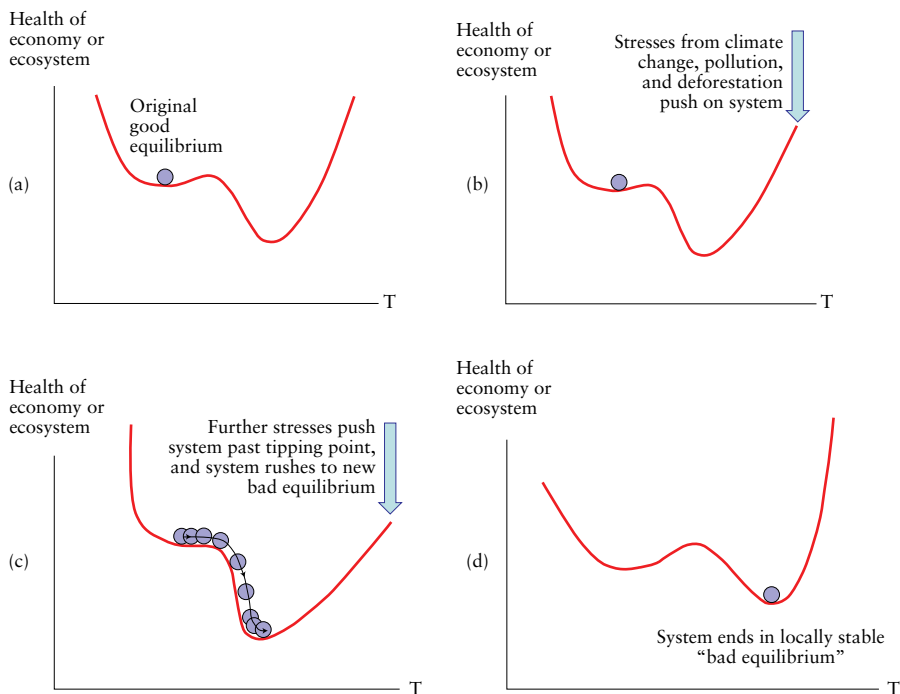 Health of
economy or
ecosystem
Original
good
equilibrium
(a)
T
Health of
economy or
ecosystem
Stresses from climate
change, pollution,
and deforestation
push on system
(b)
T
Health of
economy or
ecosystem
Further stresses push
system past tipping point,
and system rushes to new
bad equilibrium
(c)
T
Health of
economy or
ecosystem
(d)
System ends in locally stable
“bad equilibrium”
T